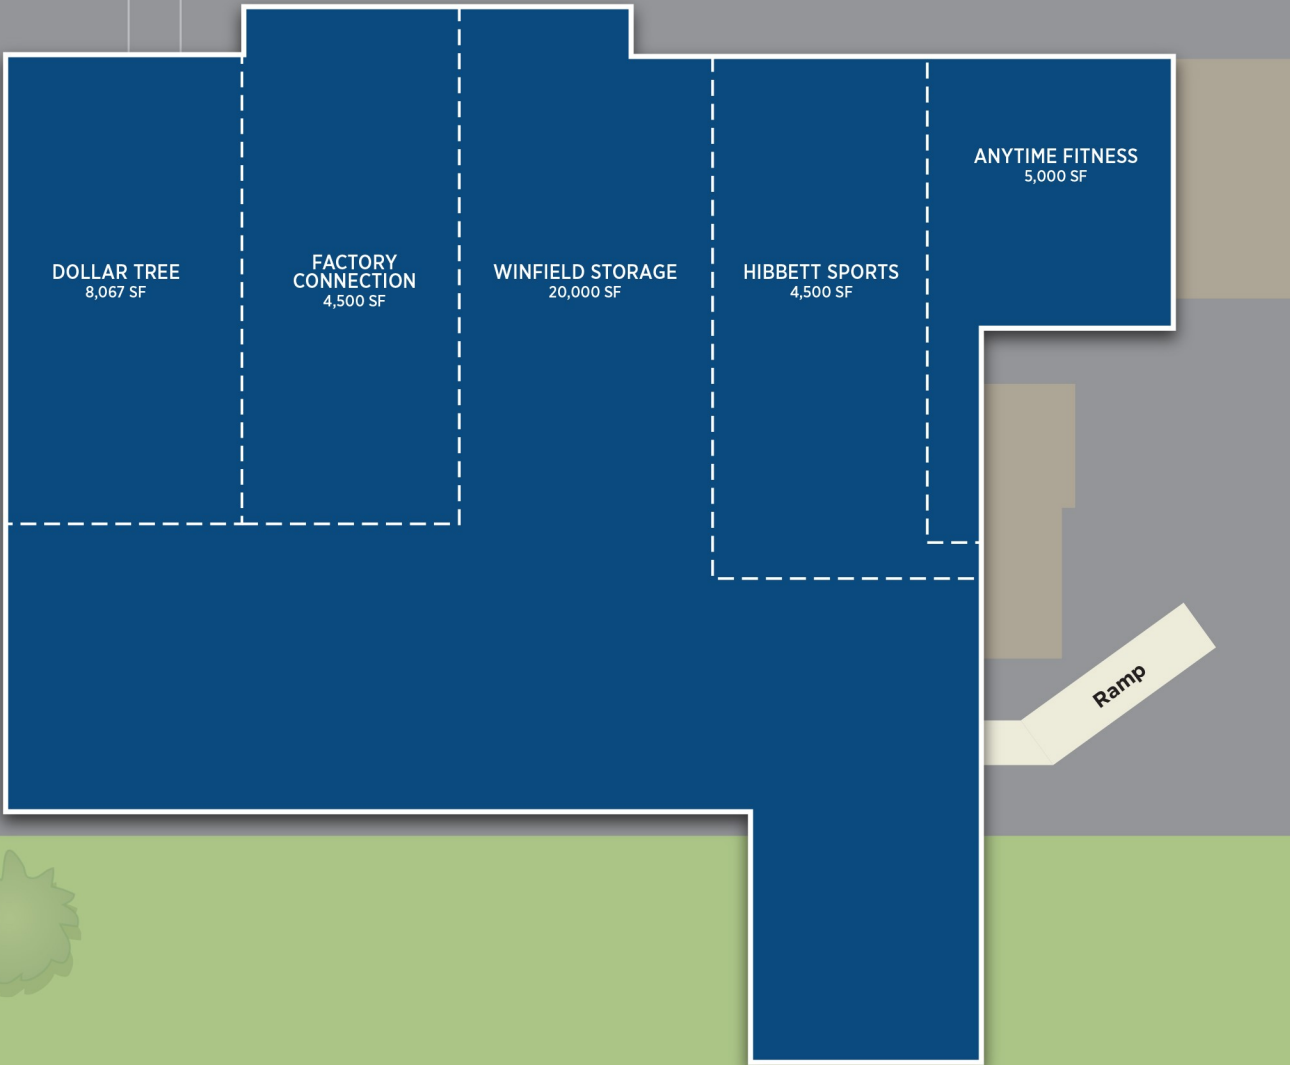 DOLLAR TREE
8,067 SF
FACTORY
CONNECTION
4,500 SF
WINFIELD STORAGE
20,000 SF
HIBBETT SPORTS
4,500 SF
ANYTIME FITNESS
5,000 SF
Ramp